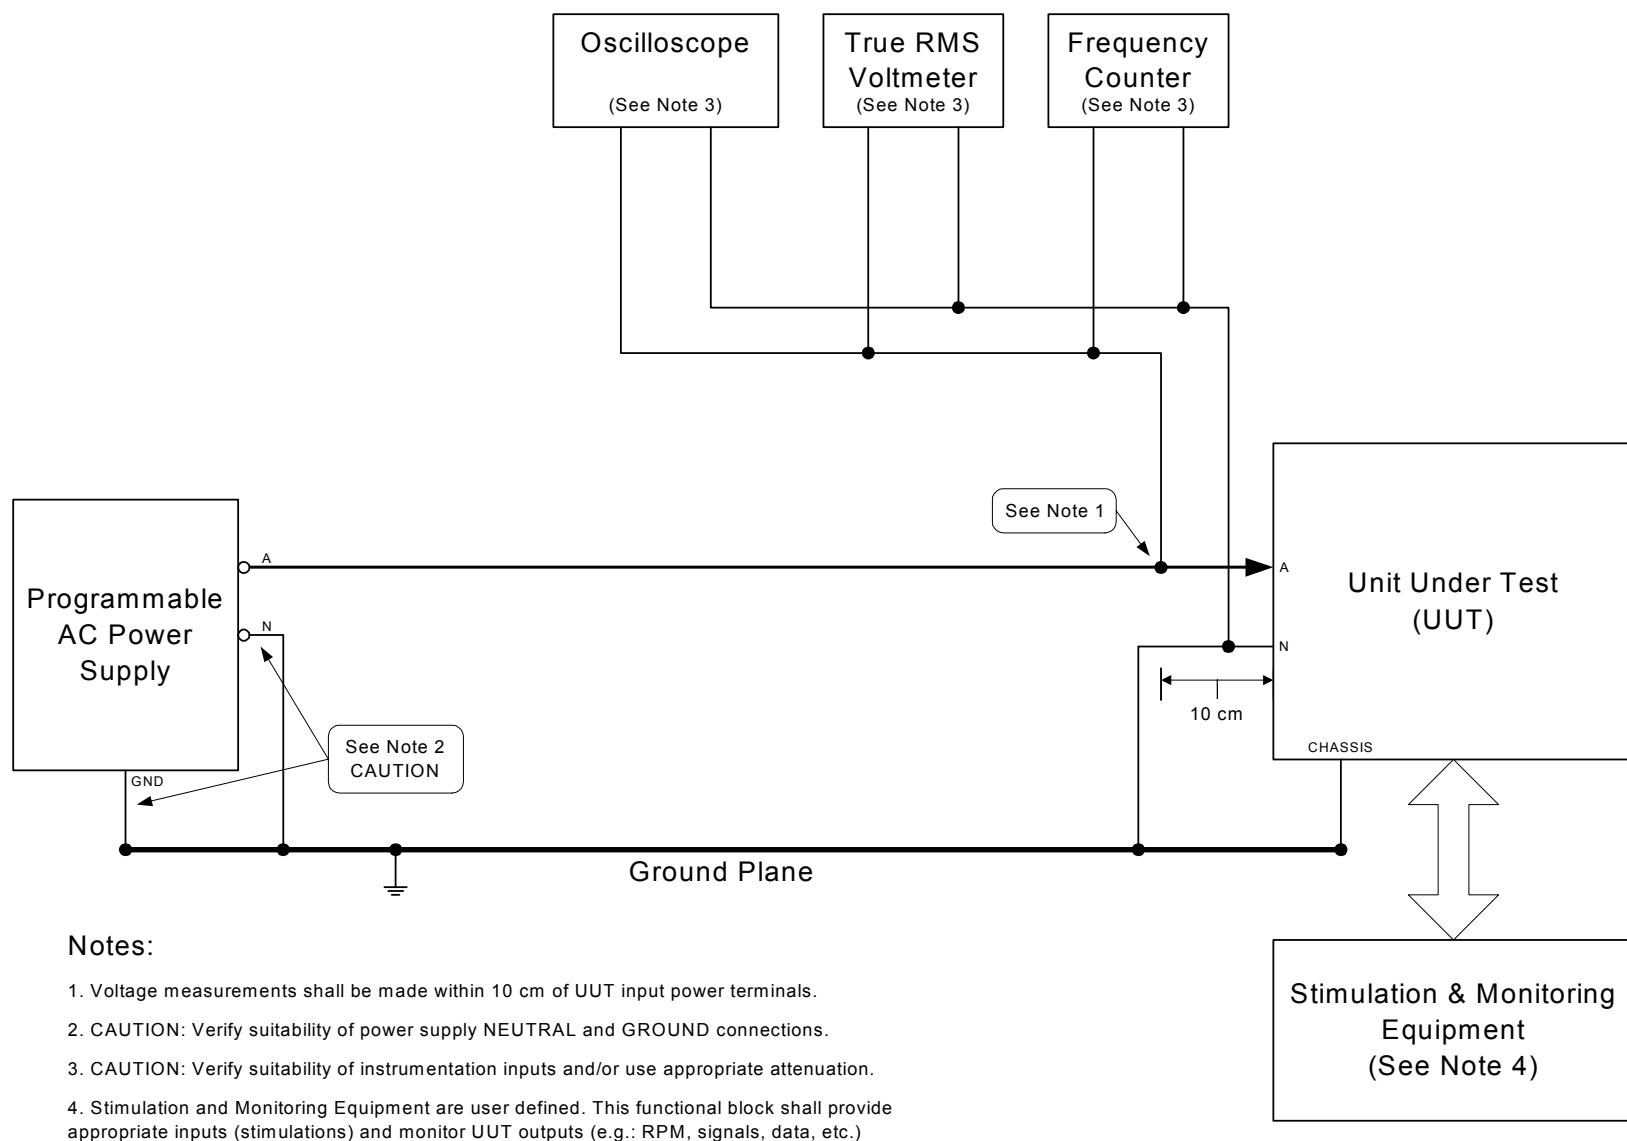 Oscilloscope
(See Note 3)
True RMS
Voltmeter
(See Note 3)
Frequency
Counter
(See Note 3)
See Note 1
Programmable
AC Power
Supply
A
N
GND
See Note 2
CAUTION
A
N
Unit Under Test
(UUT)
10 cm
CHASSIS
Ground Plane
Stimulation & Monitoring
Equipment
(See Note 4)
Notes:
1. Voltage measurements shall be made within 10 cm of UUT input power terminals.
2. CAUTION: Verify suitability of power supply NEUTRAL and GROUND connections.
3. CAUTION: Verify suitability of instrumentation inputs and/or use appropriate attenuation.
4. Stimulation and Monitoring Equipment are user defined. This functional block shall provide
appropriate inputs (stimulations) and monitor UUT outputs (e.g.: RPM, signals, data, etc.)